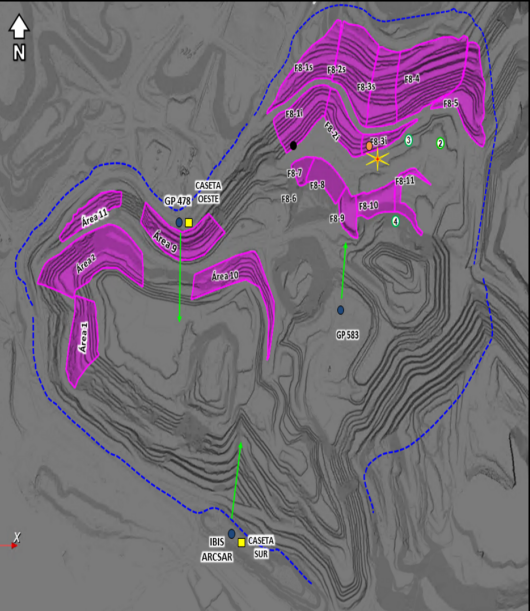 N
F8-1s
F8-2s
F8-3s
F8-4
F8-5
F8-1i
F8-2i
F8-3i
3
2
F8-7
F8-8
F8-6
F8-9
F8-10
F8-11
4
GP.478
CASETA
OESTE
Área 11
Área 9
Área 2
Área 10
Área 1
GP.583
IBIS
ARCSAR
CASETA
SUR
X